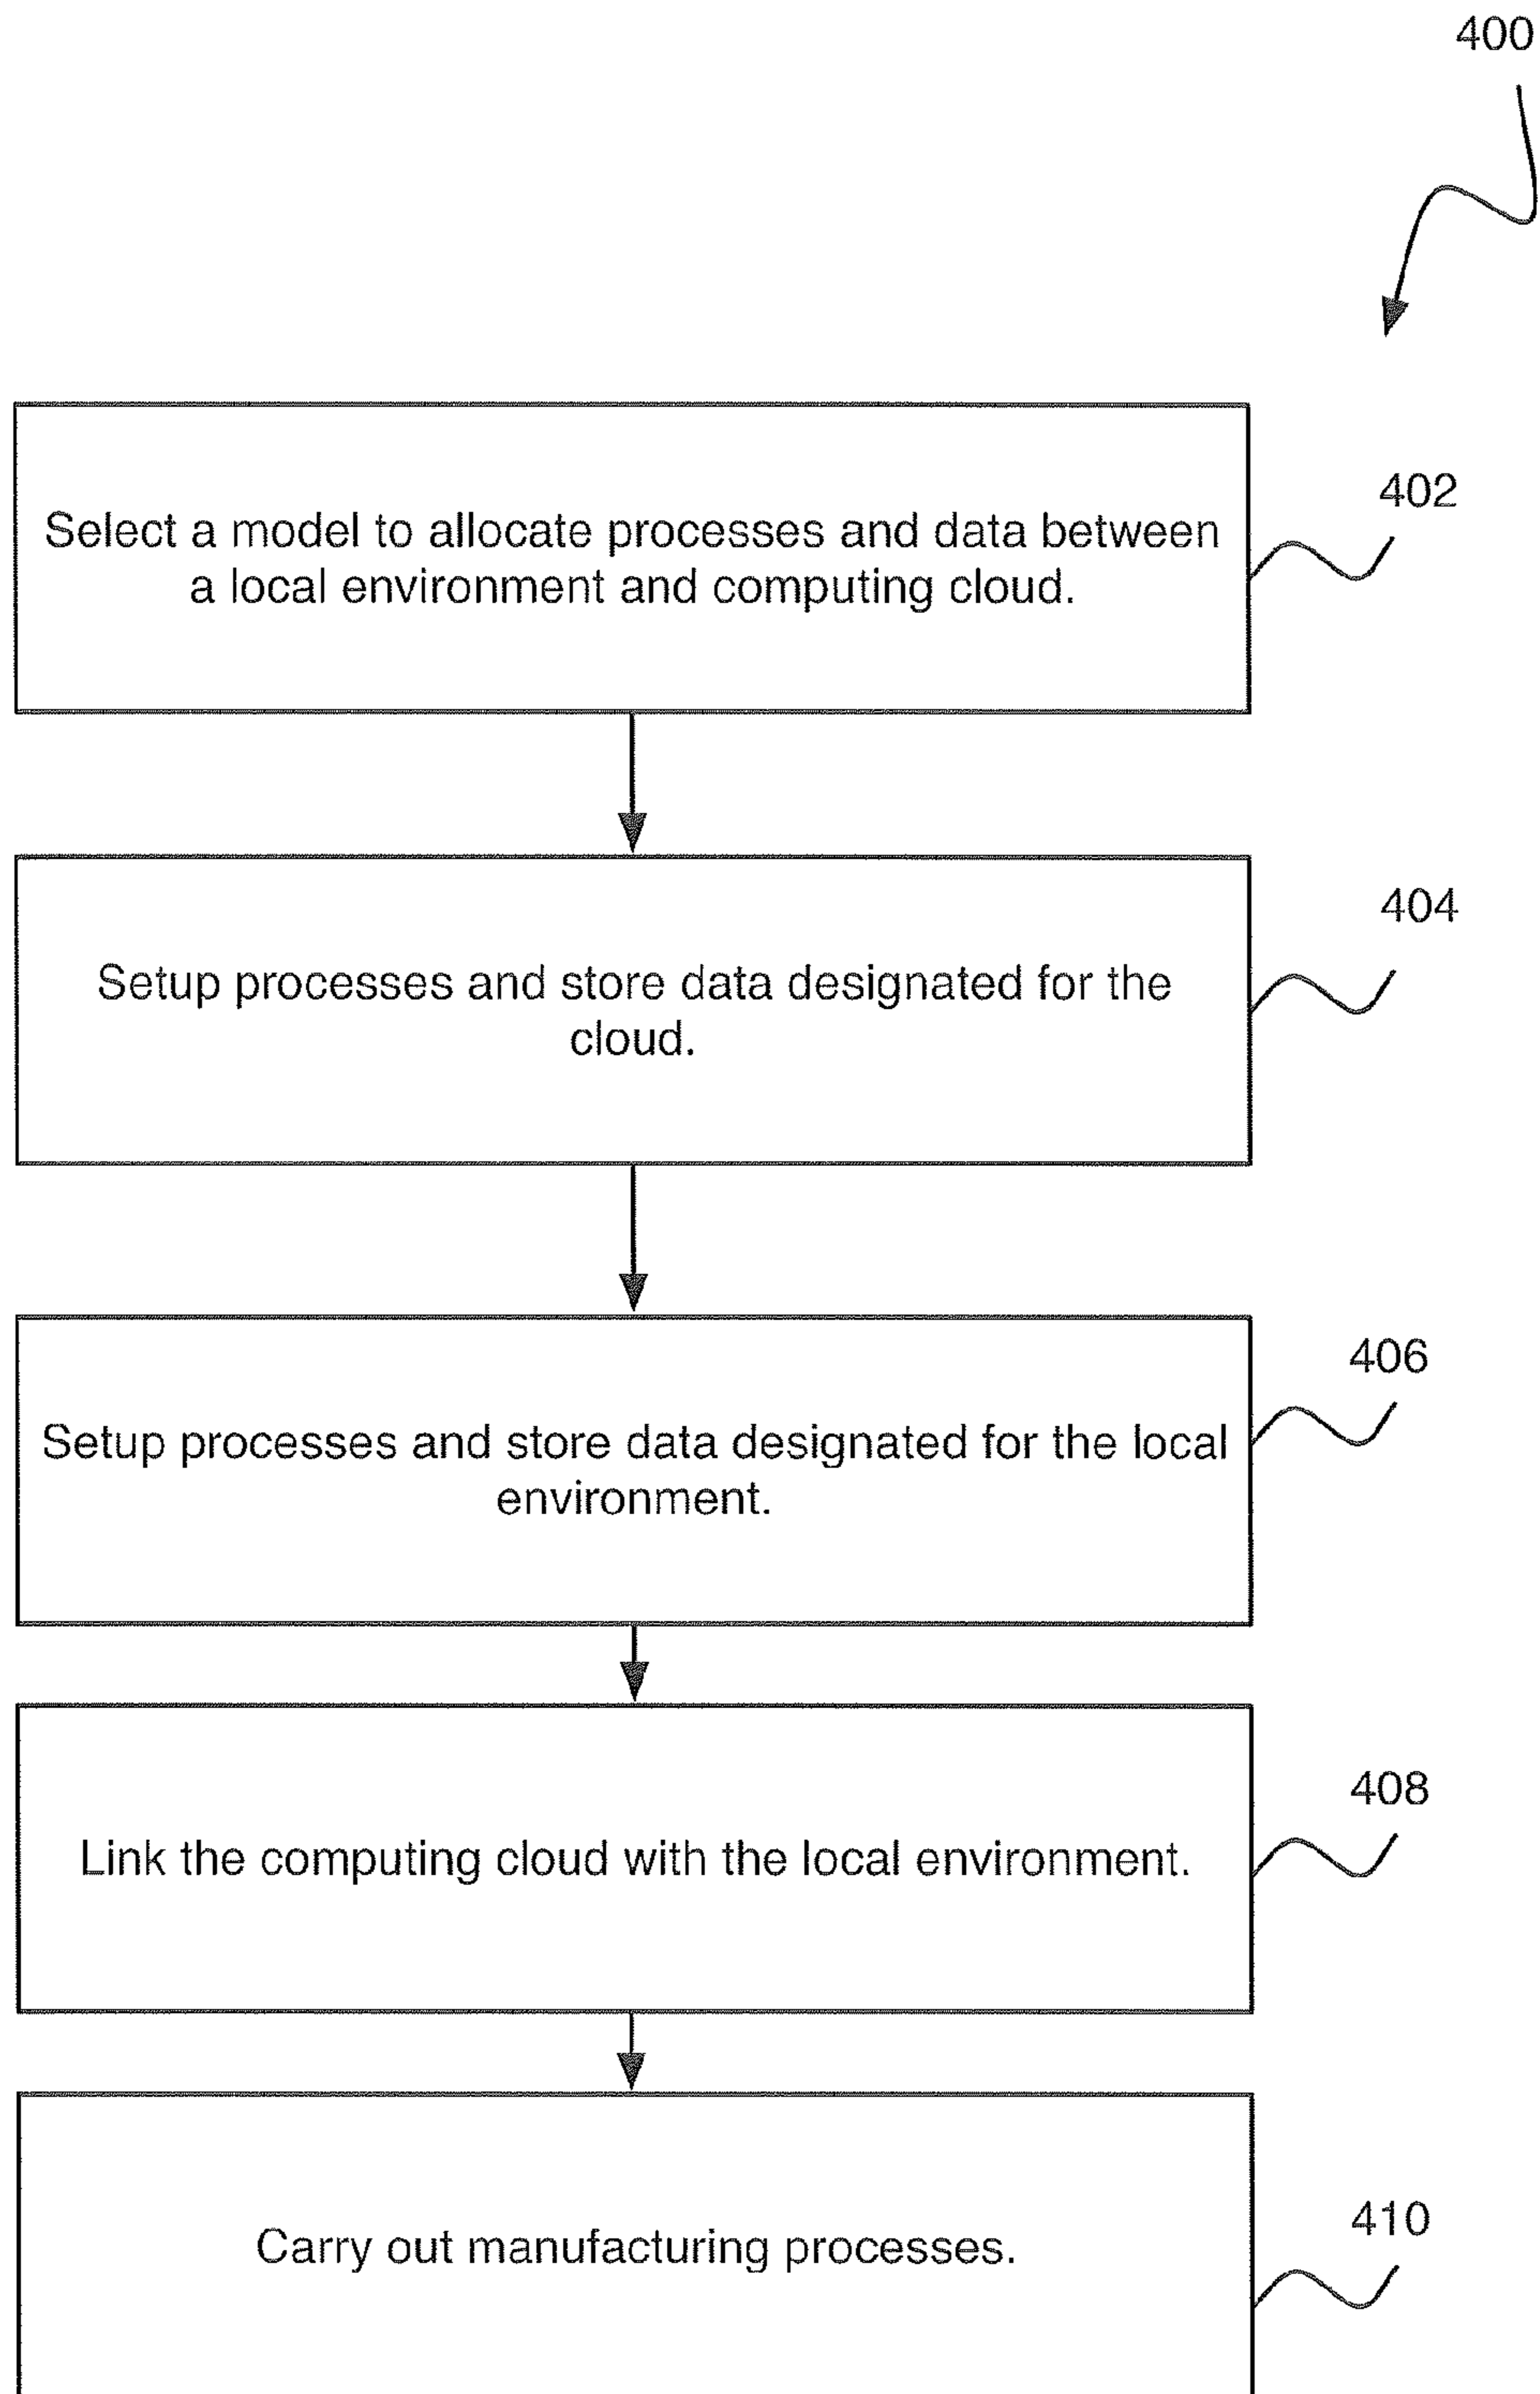 400
402
Select a model to allocate processes and data between
a local environment and computing cloud.
404
Setup processes and store data designated for the
cloud.
406
Setup processes and store data designated for the local
environment.
408
Link the computing cloud with the local environment.
410
Carry out manufacturing processes.